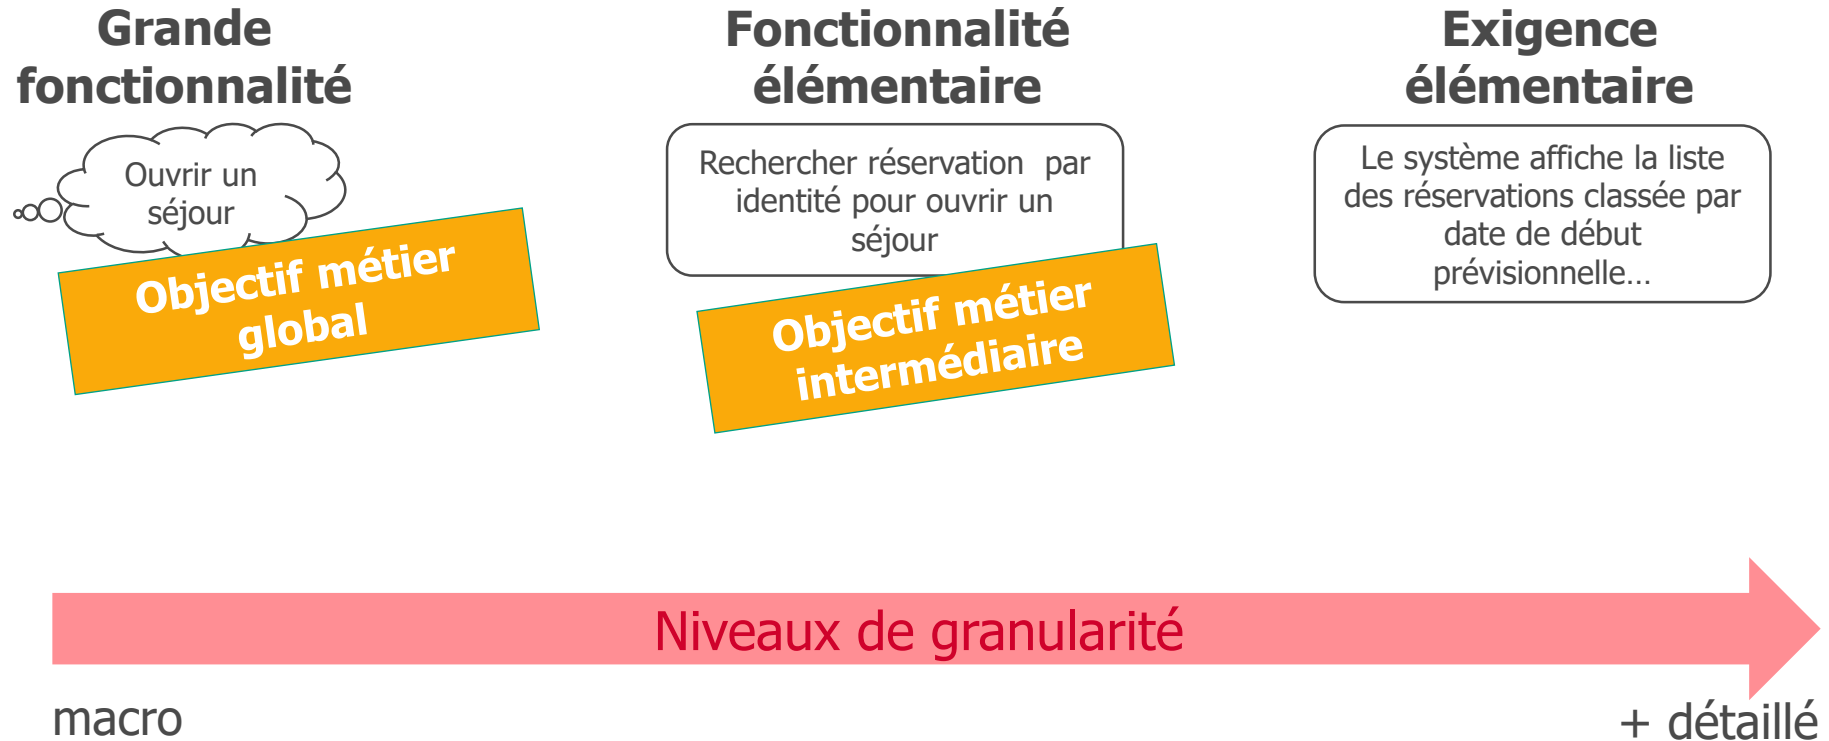 Grande
fonctionnalité
Ouvrir un
séjour
Objectif métier
global
Fonctionnalité
élémentaire
Rechercher réservation  par
identité pour ouvrir un
séjour
Objectif métier
intermédiaire
Exigence
élémentaire
Le système affiche la liste
des réservations classée par
date de début
prévisionnelle…
Niveaux de granularité
macro
+ détaillé